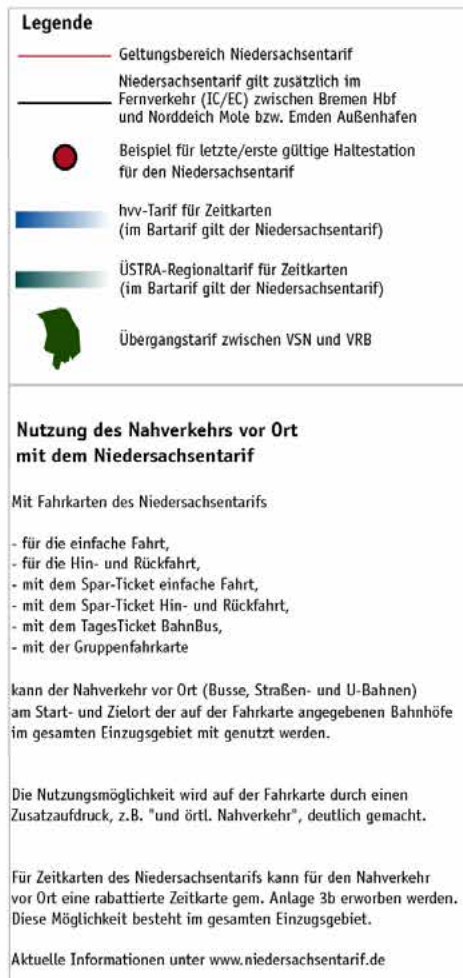 Legende
Geltungsbereich Niedersachsentarif
Niedersachsentarif gilt zusätzlich im
Fernverkehr (IC/EC) zwischen Bremen Hbf
und Norddeich Mole bzw. Emden Außenhafen
Beispiel für letzte/erste gültige Haltestation
für den Niedersachsentarif
hvv-Tarif für Zeitkarten
(im Bartarif gilt der Niedersachsentarif)
ÜSTRA-Regionaltarif für Zeitkarten
(im Bartarif gilt der Niedersachsentarif)
Übergangstarif zwischen VSN und VRB
Nutzung des Nahverkehrs vor Ort
mit dem Niedersachsentarif
Mit Fahrkarten des Niedersachsentarifs
- für die einfache Fahrt,
- für die Hin- und Rückfahrt,
- mit dem Spar-Ticket einfache Fahrt,
- mit dem Spar-Ticket Hin- und Rückfahrt,
- mit dem TagesTicket BahnBus,
- mit der Gruppenfahrkarte
kann der Nahverkehr vor Ort (Busse, Straßen- und U-Bahnen)
am Start- und Zielort der auf der Fahrkarte angegebenen Bahnhöfe
im gesamten Einzugsgebiet mit genutzt werden.
Die Nutzungsmöglichkeit wird auf der Fahrkarte durch einen
Zusatzaufdruck, z.B. "und örtl. Nahverkehr", deutlich gemacht.
Für Zeitkarten des Niedersachsentarifs kann für den Nahverkehr
vor Ort eine rabattierte Zeitkarte gem. Anlage 3b erworben werden.
Diese Möglichkeit besteht im gesamten Einzugsgebiet.
Aktuelle Informationen unter www.niedersachsentarif.de